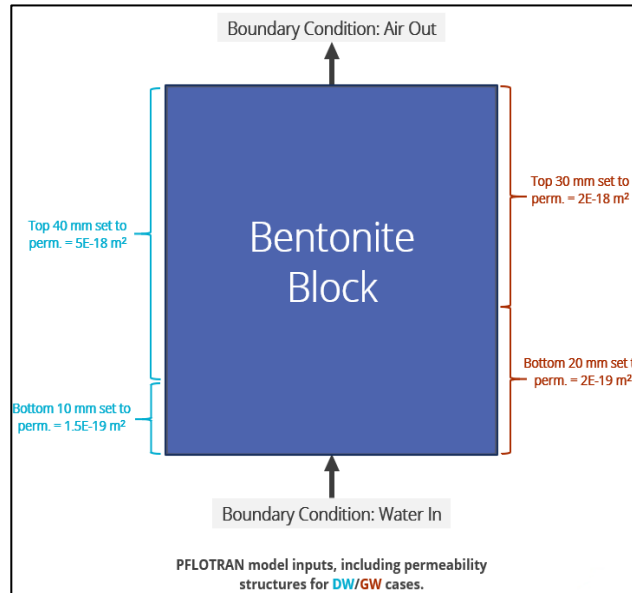 Boundary Condition: Air Out
Top 40 mm set to
perm. = 5E-18 m²
Top 30 mm set to
perm. = 2E-18 m²
Bentonite
Block
Bottom 10 mm set to
perm. = 1.5E-19 m²
Bottom 20 mm set t
perm. = 2E-19 m²
Boundary Condition: Water In
PFLOTRAN model inputs, including permeability
structures for DW/GW cases.